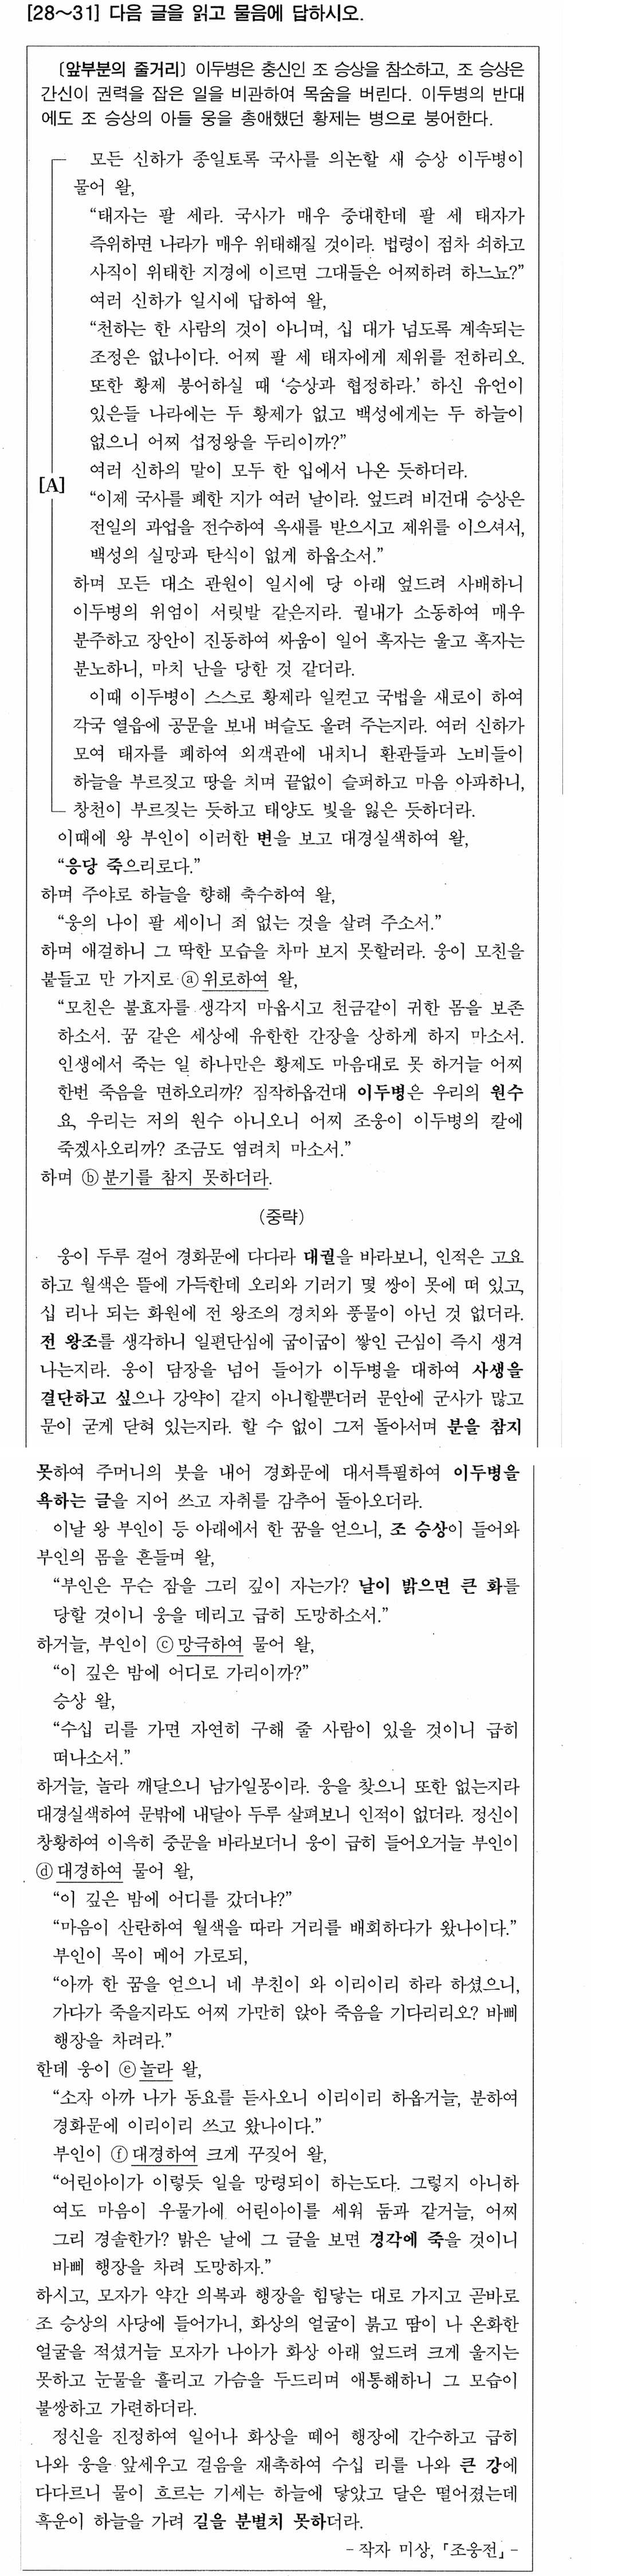 [28~31] 다음 글을 읽고 물음에 답하시오.
〔앞부분의 줄거리〕 이두병은 충신인 조 승상을 참소하고, 조 승상은
간신이 권력을 잡은 일을 비관하여 목숨을 버린다. 이두병의 반대
에도 조 승상의 아들 웅을 총애했던 황제는 병으로 붕어한다.
모든 신하가 종일토록 국사를 의논할 새 승상 이두병이
물어 왈,
“태자는 팔 세라. 국사가 매우 중대한데 팔 세 태자가
즉위하면 나라가 매우 위태해질 것이라. 법령이 점차 쇠하고
사직이 위태한 지경에 이르면 그대들은 어찌하려 하느뇨?”
여러 신하가 일시에 답하여 왈,
“천하는 한 사람의 것이 아니며, 십 대가 넘도록 계속되는
조정은 없나이다. 어찌 팔 세 태자에게 제위를 전하리오.
또한 황제 붕어하실 때 ‘승상과 협정하라.’ 하신 유언이
있은들 나라에는 두 황제가 없고 백성에게는 두 하늘이
없으니 어찌 섭정왕을 두리이까?”
여러 신하의 말이 모두 한 입에서 나온 듯하더라.
[A]
“이제 국사를 폐한 지가 여러 날이라. 엎드려 비건대 승상은
전일의 과업을 전수하여 옥새를 받으시고 제위를 이으셔서,
백성의 실망과 탄식이 없게 하옵소서.”
하며 모든 대소 관원이 일시에 당 아래 엎드려 사배하니
이두병의 위엄이 서릿발 같은지라. 궐내가 소동하여 매우
분주하고 장안이 진동하여 싸움이 일어 혹자는 울고 혹자는
분노하니, 마치 난을 당한 것 같더라.
이때 이두병이 스스로 황제라 일컫고 국법을 새로이 하여
각국 열읍에 공문을 보내 벼슬도 올려 주는지라. 여러 신하가
모여 태자를 폐하여 외객관에 내치니 환관들과 노비들이
하늘을 부르짖고 땅을 치며 끝없이 슬퍼하고 마음 아파하니,
창천이 부르짖는 듯하고 태양도 빛을 잃은 듯하더라.
이때에 왕 부인이 이러한 변을 보고 대경실색하여 왈,
“응당 죽으리로다.”
하며 주야로 하늘을 향해 축수하여 왈,
“웅의 나이 팔 세이니 죄 없는 것을 살려 주소서.”
하며 애걸하니 그 딱한 모습을 차마 보지 못할러라. 웅이 모친을
붙들고 만 가지로 ⓐ위로하여 왈,
“모친은 불효자를 생각지 마옵시고 천금같이 귀한 몸을 보존
하소서. 꿈 같은 세상에 유한한 간장을 상하게 하지 마소서.
인생에서 죽는 일 하나만은 황제도 마음대로 못 하거늘 어찌
한번 죽음을 면하오리까? 짐작하옵건대 이두병은 우리의 원수
요, 우리는 저의 원수 아니오니 어찌 조웅이 이두병의 칼에
죽겠사오리까? 조금도 염려치 마소서.”
하며 ⓑ분기를 참지 못하더라.
(중략)
웅이 두루 걸어 경화문에 다다라 대궐을 바라보니, 인적은 고요
하고 월색은 뜰에 가득한데 오리와 기러기 몇 쌍이 못에 떠 있고,
십 리나 되는 화원에 전 왕조의 경치와 풍물이 아닌 것 없더라.
전 왕조를 생각하니 일편단심에 굽이굽이 쌓인 근심이 즉시 생겨
나는지라. 웅이 담장을 넘어 들어가 이두병을 대하여 사생을
결단하고 싶으나 강약이 같지 아니할뿐더러 문안에 군사가 많고
문이 굳게 닫혀 있는지라. 할 수 없이 그저 돌아서며 분을 참지
못하여 주머니의 붓을 내어 경화문에 대서특필하여 이두병을
욕하는 글을 지어 쓰고 자취를 감추어 돌아오더라.
이날 왕 부인이 등 아래에서 한 꿈을 얻으니, 조 승상이 들어와
부인의 몸을 흔들며 왈,
“부인은 무슨 잠을 그리 깊이 자는가? 날이 밝으면 큰 화를
당할 것이니 웅을 데리고 급히 도망하소서.”
하거늘, 부인이 ⓒ망극하여 물어 왈,
“이 깊은 밤에 어디로 가리이까?”
승상 왈,
“수십 리를 가면 자연히 구해 줄 사람이 있을 것이니 급히
떠나소서.”
하거늘, 놀라 깨달으니 남가일몽이라. 웅을 찾으니 또한 없는지라
대경실색하여 문밖에 내달아 두루 살펴보니 인적이 없더라. 정신이
창황하여 이윽히 중문을 바라보더니 웅이 급히 들어오거늘 부인이
ⓓ대경하여 물어 왈,
“이 깊은 밤에 어디를 갔더냐?”
“마음이 산란하여 월색을 따라 거리를 배회하다가 왔나이다.”
부인이 목이 메어 가로되,
“아까 한 꿈을 얻으니 네 부친이 와 이리이리 하라 하셨으니,
가다가 죽을지라도 어찌 가만히 앉아 죽음을 기다리리오? 바삐
행장을 차려라.”
한데 웅이 ⓔ놀라 왈,
“소자 아까 나가 동요를 듣사오니 이리이리 하옵거늘, 분하여
경화문에 이리이리 쓰고 왔나이다.”
부인이 ⓕ대경하여 크게 꾸짖어 왈,
“어린아이가 이렇듯 일을 망령되이 하는도다. 그렇지 아니하
여도 마음이 우물가에 어린아이를 세워 둠과 같거늘, 어찌
그리 경솔한가? 밝은 날에 그 글을 보면 경각에 죽을 것이니
바삐 행장을 차려 도망하자.”
하시고, 모자가 약간 의복과 행장을 힘닿는 대로 가지고 곧바로
조 승상의 사당에 들어가니, 화상의 얼굴이 붉고 땀이 나 온화한
얼굴을 적셨거늘 모자가 나아가 화상 아래 엎드려 크게 울지는
못하고 눈물을 흘리고 가슴을 두드리며 애통해하니 그 모습이
불쌍하고 가련하더라.
정신을 진정하여 일어나 화상을 떼어 행장에 간수하고 급히
나와 웅을 앞세우고 걸음을 재촉하여 수십 리를 나와 큰 강에
다다르니 물이 흐르는 기세는 하늘에 닿았고 달은 떨어졌는데
흑운이 하늘을 가려 길을 분별치 못하더라.
- 작자 미상, 「조웅전」 -